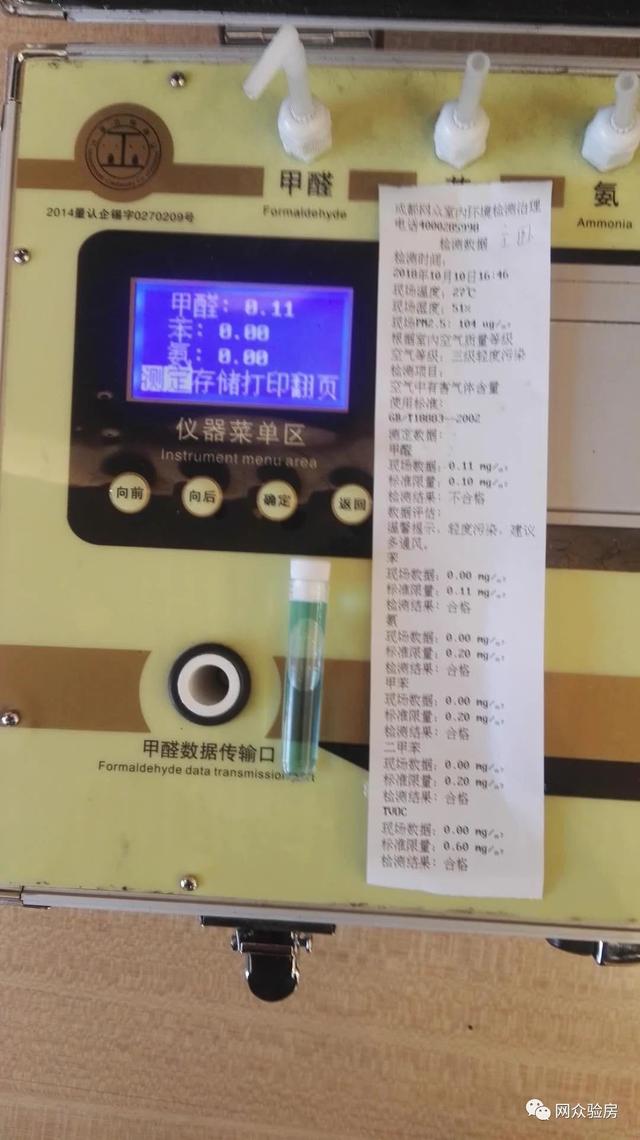 甲醛
Formaldehyde
苯
氨
Ammonia
2014量认企锡字0270209号
甲醛: 0.11
苯: 0.00
氨: 0.00
测定存储打印翻页
仪器菜单区
Instrument menu area
向前
向后
确定
返回
甲醛数据传输口
Formaldehyde data transmission
成都网众室内环境检测治理
电话4000285990
检测数据
检测时间:
2018年10月10日16:46
现场温度: 27℃
现场湿度: 51%
现场PM2.5: 104 ug/m³
根据室内空气质量等级
空气等级: 三级轻度污染
检测项目:
空气中有害气体含量
使用标准:
GB/T18883--2002
测定数据:
甲醛
现场数据: 0.11 mg/m³
标准限量: 0.10 mg/m³
检测结果: 不合格
数据评估:
温馨提示, 轻度污染, 建议
多通风。
苯
现场数据: 0.00 mg/m³
标准限量: 0.11 mg/m³
检测结果: 合格
氨
现场数据: 0.00 mg/m³
标准限量: 0.20 mg/m³
检测结果: 合格
甲苯
现场数据: 0.00 mg/m³
标准限量: 0.20 mg/m³
检测结果: 合格
二甲苯
现场数据: 0.00 mg/m³
标准限量: 0.20 mg/m³
检测结果: 合格
TVOC
现场数据: 0.00 mg/m³
标准限量: 0.60 mg/m³
检测结果: 合格
网众验房